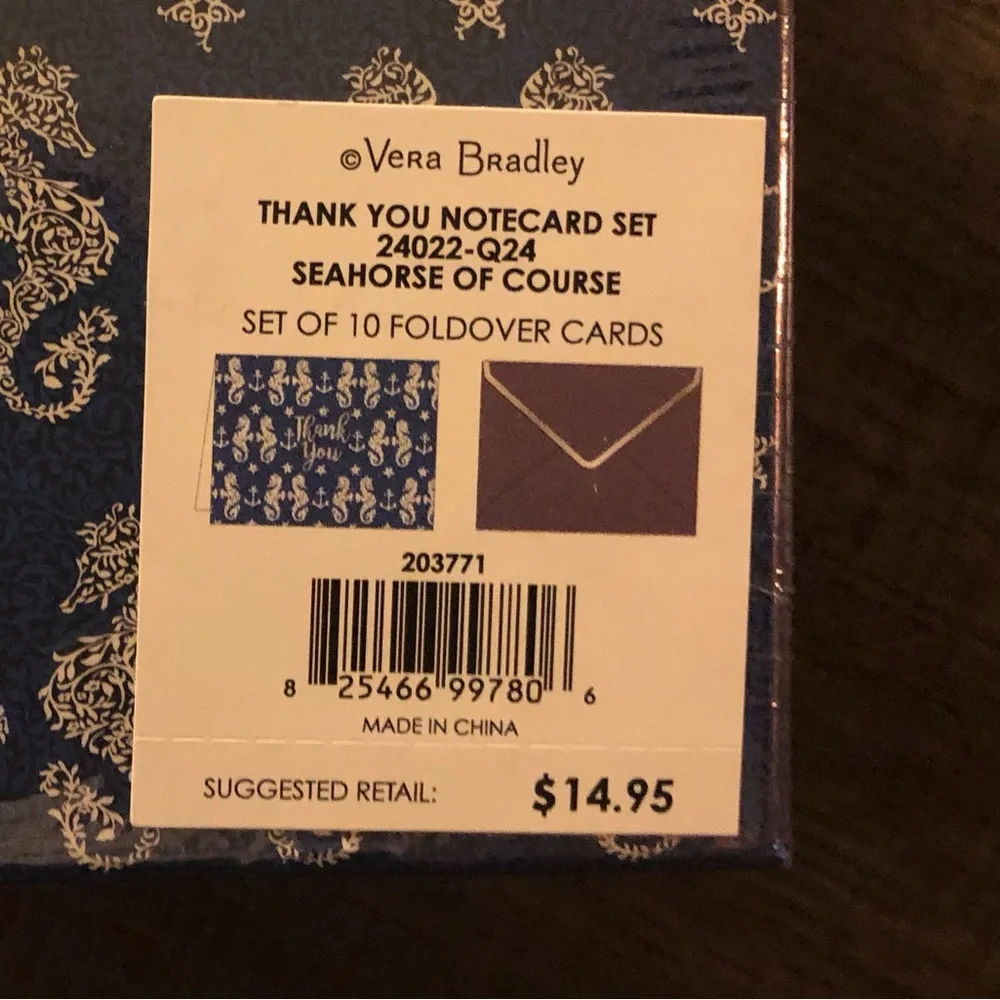 ©Vera Bradley
THANK YOU NOTECARD SET
24022-Q24
SEAHORSE OF COURSE
SET OF 10 FOLDOVER CARDS
Thank
You
203771
8 25466 99780 6
MADE IN CHINA
SUGGESTED RETAIL: $14.95